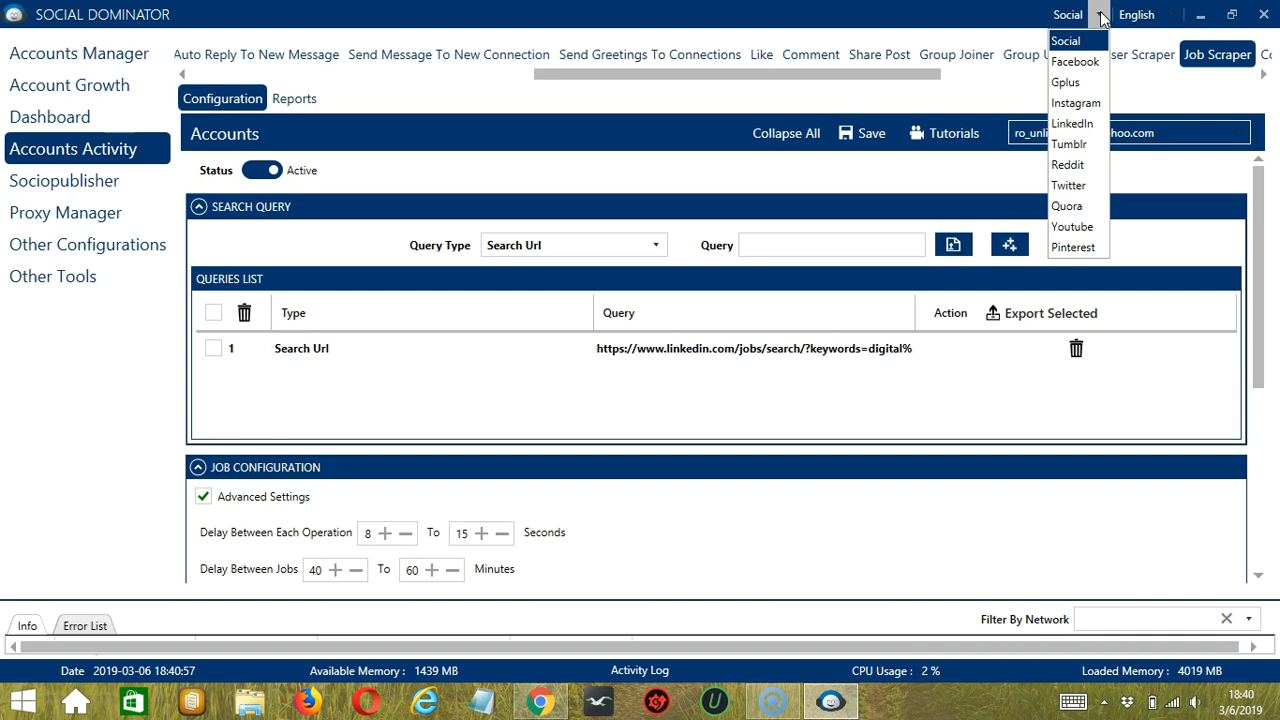 SOCIAL DOMINATOR
Social
English
Social
Facebook
Gplus
Instagram
LinkedIn
Tumblr
Reddit
Twitter
Quora
Youtube
Pinterest
Accounts Manager
Account Growth
Dashboard
Accounts Activity
Sociopublisher
Proxy Manager
Other Configurations
Other Tools
Auto Reply To New Message Send Message To New Connection Send Greetings To Connections Like Comment Share Post Group Joiner Group Scraper Job Scraper
Configuration Reports
Accounts
Collapse All Save Tutorials
Status Active
SEARCH QUERY
Query Type Search Url Query
QUERIES LIST
Type Query Action Export Selected
1 Search Url https://www.linkedin.com/jobs/search/?keywords=digital%
JOB CONFIGURATION
Advanced Settings
Delay Between Each Operation 8 To 15 Seconds
Delay Between Jobs 40 To 60 Minutes
Info Error List Filter By Network
Date 2019-03-06 18:40:57 Available Memory : 1439 MB Activity Log CPU Usage : 2 % Loaded Memory : 4019 MB
18:40
3/6/2019